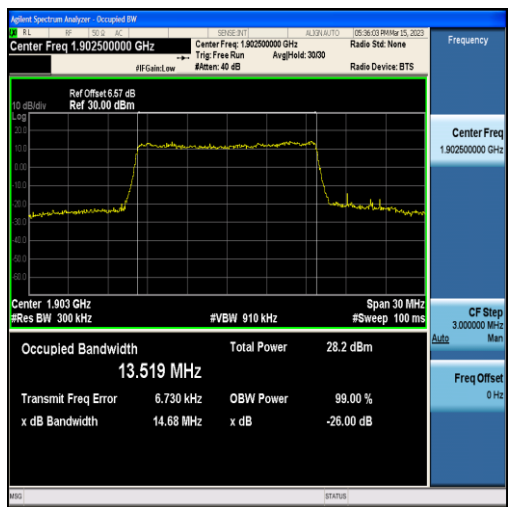 Agilent Spectrum Analyzer - Occupied BW
RL RF 50 Ω AC SENSE:INT ALIGN AUTO 05:36:03 PM Mar 15, 2023
Center Freq 1.902500000 GHz
Center Freq: 1.902500000 GHz
Radio Std: None
Trig: Free Run Avg|Hold: 30/30
#IFGain:Low #Atten: 40 dB Radio Device: BTS
Ref Offset 6.57 dB
10 dB/div Ref 30.00 dBm
Log
20.0
10.0
0.00
-10.0
-20.0
-30.0
-40.0
-50.0
-60.0
Center 1.903 GHz Span 30 MHz
#Res BW 300 kHz #VBW 910 kHz #Sweep 100 ms
Occupied Bandwidth Total Power 28.2 dBm
13.519 MHz
Transmit Freq Error 6.730 kHz OBW Power 99.00 %
x dB Bandwidth 14.68 MHz x dB -26.00 dB
MSG STATUS
Frequency
Center Freq
1.902500000 GHz
CF Step
3.000000 MHz
Auto Man
Freq Offset
0 Hz